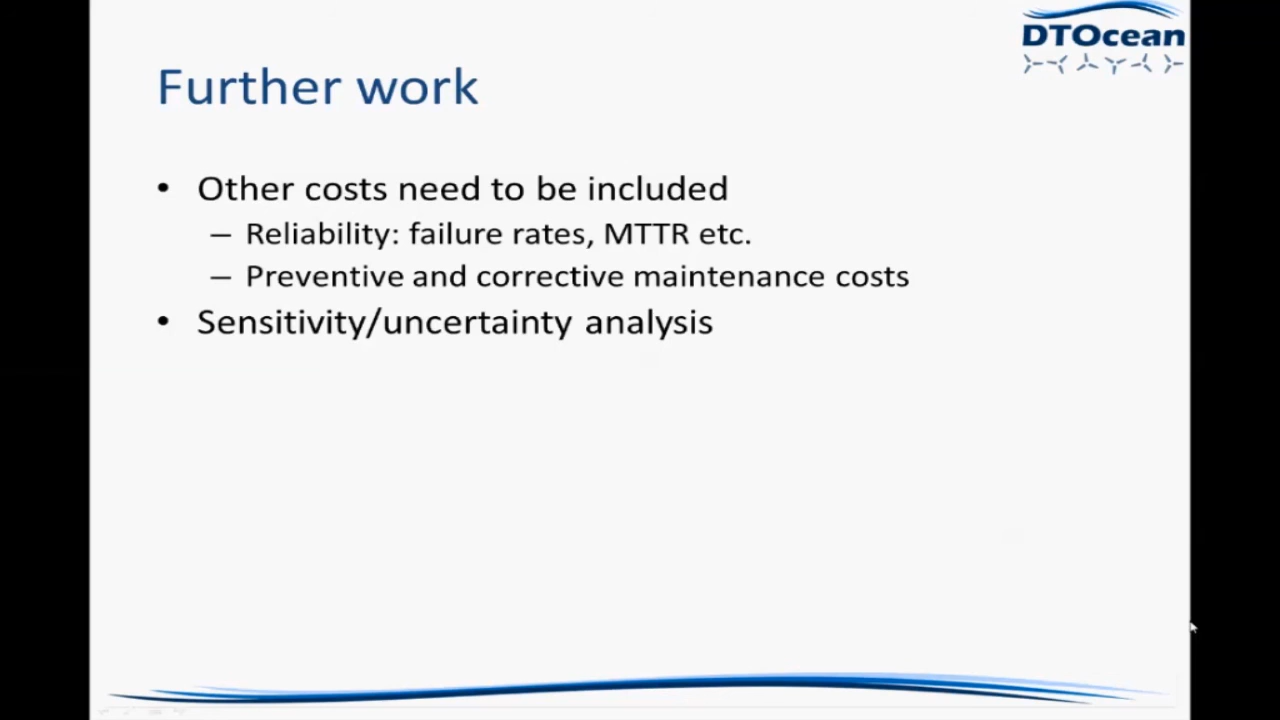 DTOcean
Further work
• Other costs need to be included
– Reliability: failure rates, MTTR etc.
– Preventive and corrective maintenance costs
• Sensitivity/uncertainty analysis